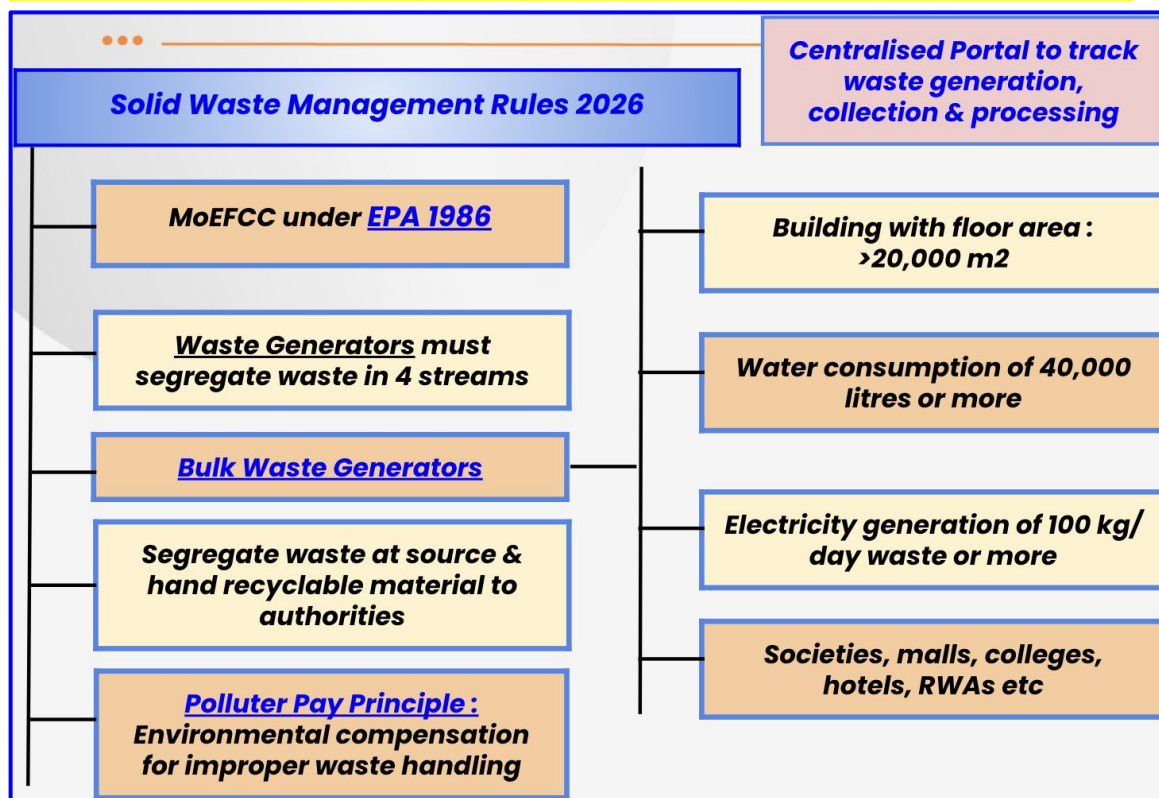 Centralised Portal to track
waste generation,
collection & processing
Solid Waste Management Rules 2026
MoEFCC under EPA 1986
Waste Generators must
segregate waste in 4 streams
Bulk Waste Generators
Segregate waste at source &
hand recyclable material to
authorities
Polluter Pay Principle :
Environmental compensation
for improper waste handling
Building with floor area :
>20,000 m2
Water consumption of 40,000
litres or more
Electricity generation of 100 kg/
day waste or more
Societies, malls, colleges,
hotels, RWAs etc